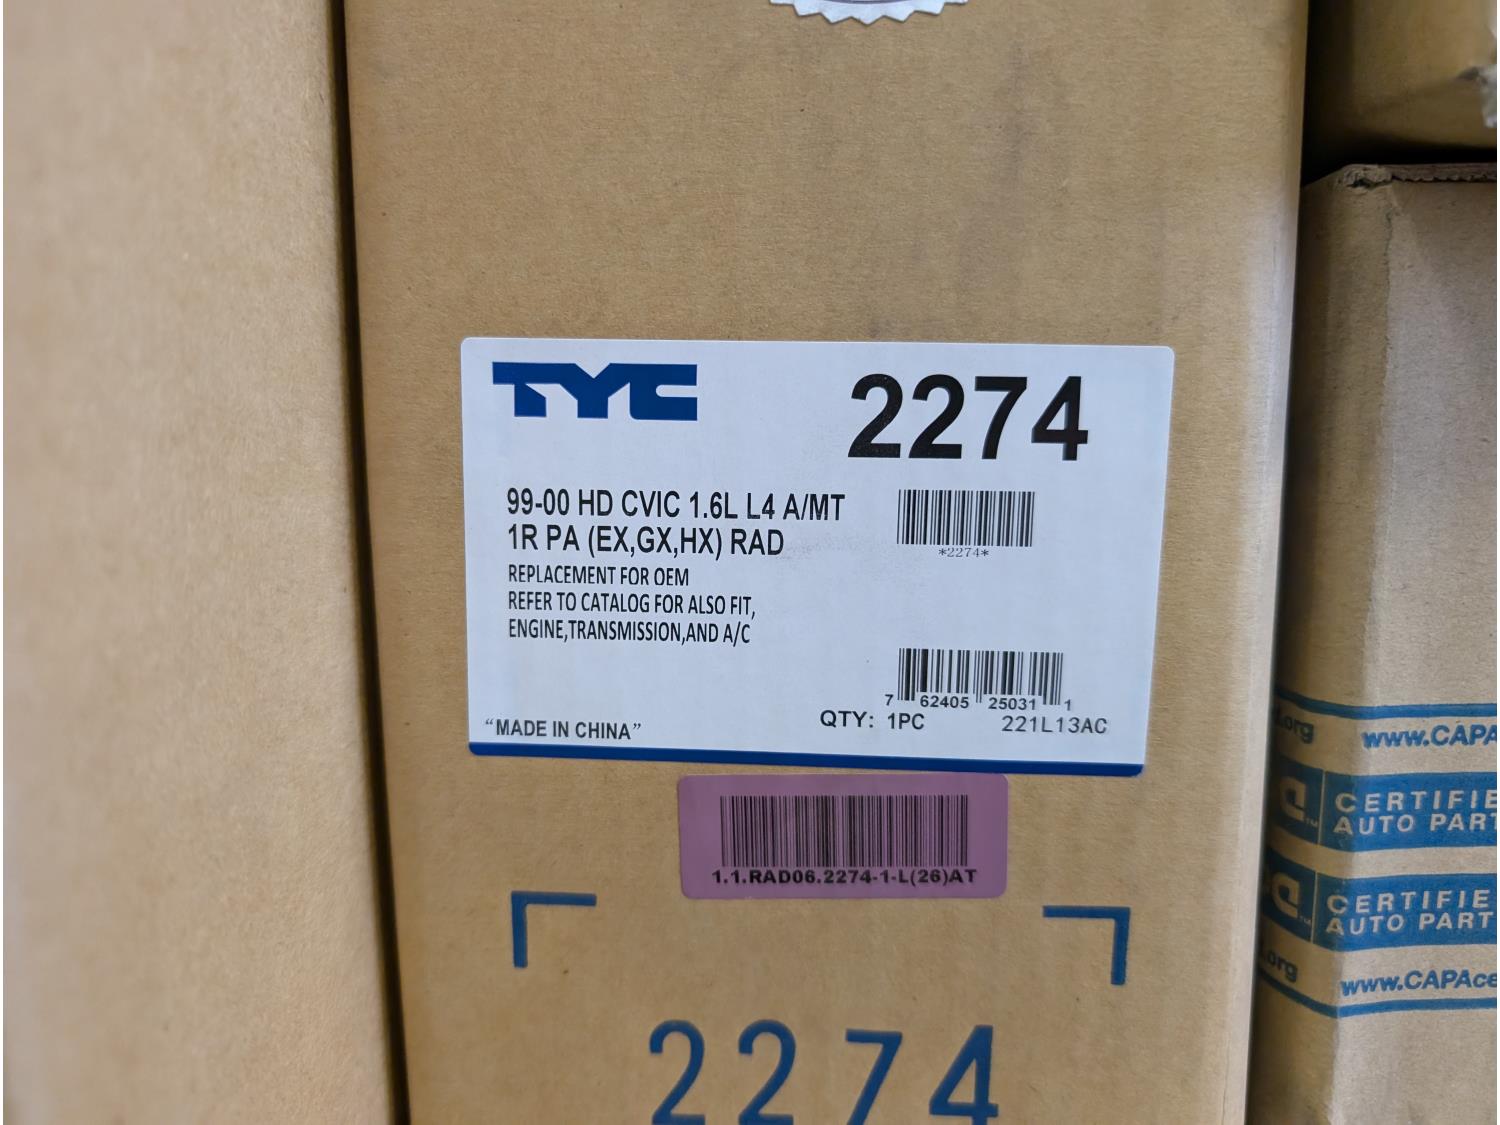 TYC
2274
99-00 HD CVIC 1.6L L4 A/MT
1R PA (EX,GX,HX) RAD
*2274*
REPLACEMENT FOR OEM
REFER TO CATALOG FOR ALSO FIT,
ENGINE,TRANSMISSION,AND A/C
7 62405 25031 1
QTY: 1PC
221L13AC
“MADE IN CHINA”
1.1.RAD06.2274-1-L(26)AT
2274
.org
www.CAPA
CERTIFIE
AUTO PART
CERTIFIE
AUTO PART
.org
www.CAPAce